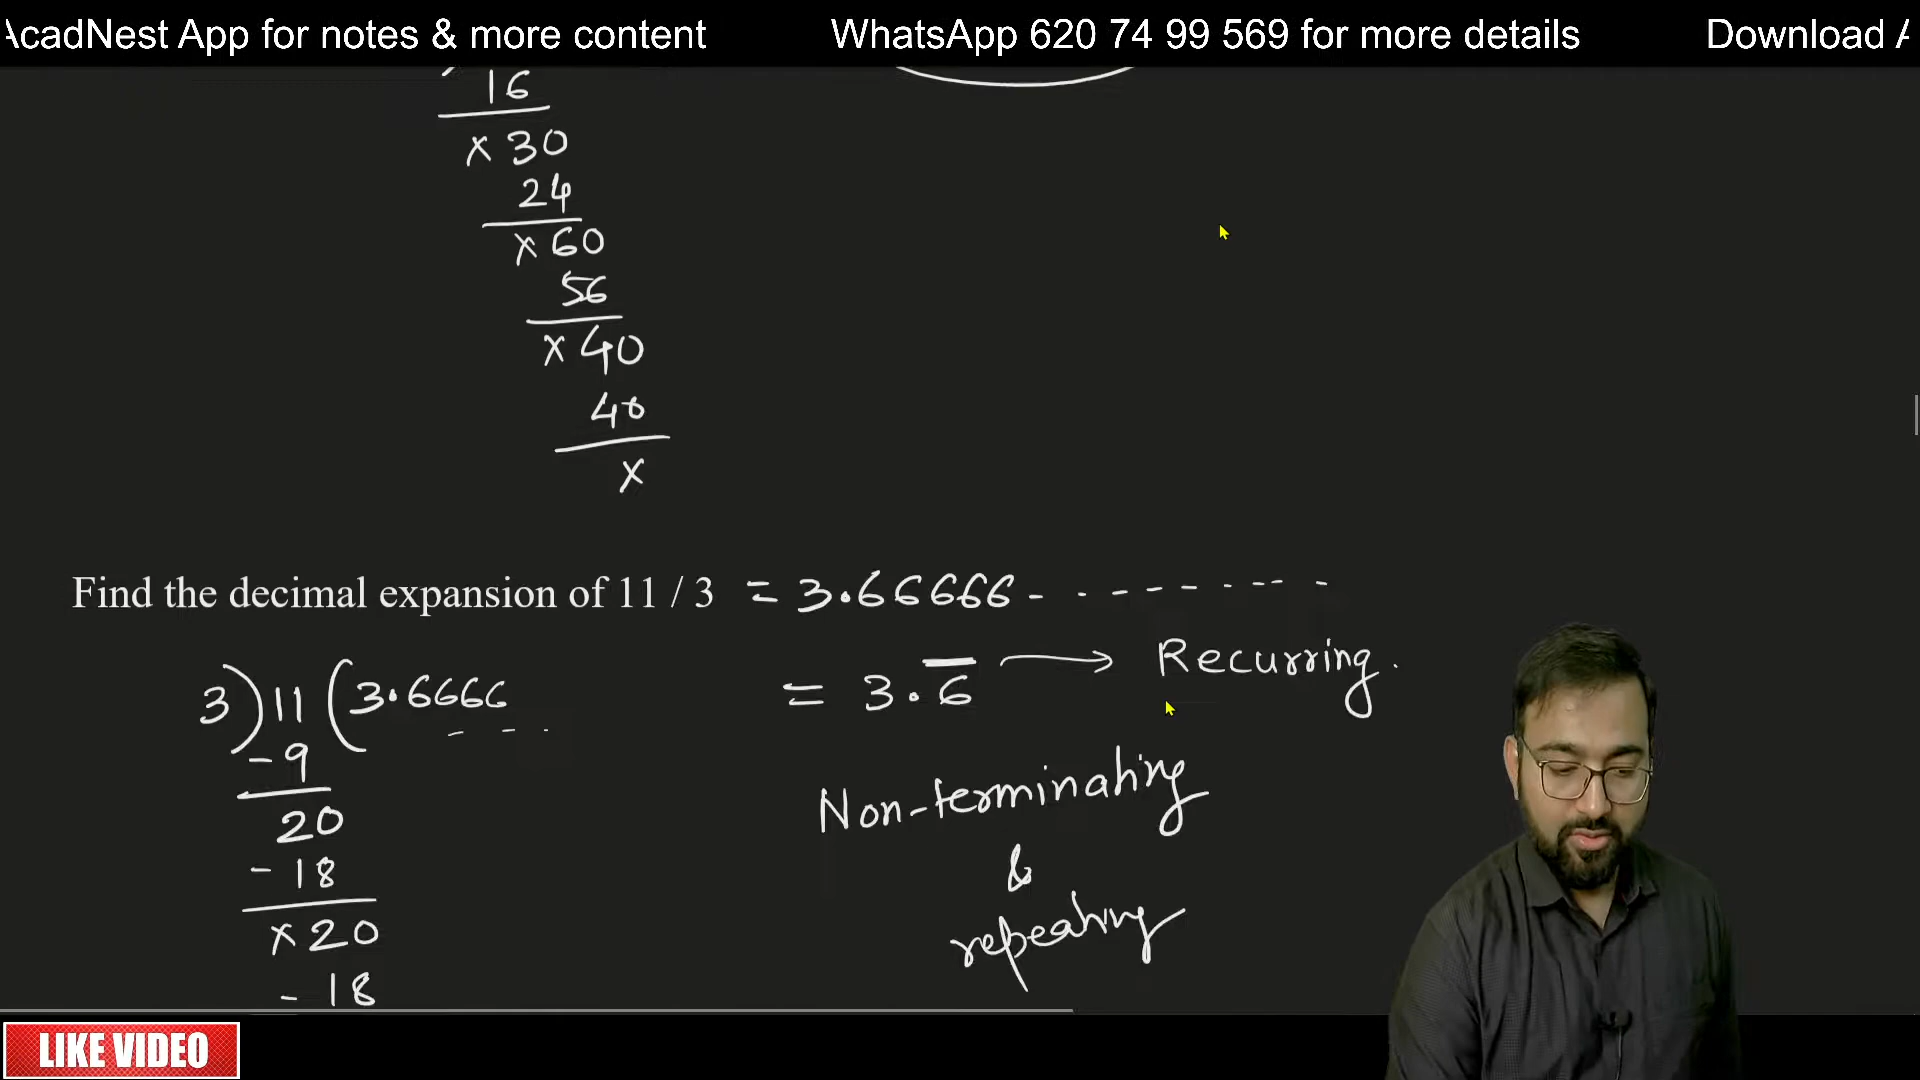 AcadNest App for notes & more content WhatsApp 620 74 99 569 for more details Download A
16
x 30
24
x 60
56
x 40
40
x
Find the decimal expansion of 11 / 3 = 3.66666- - - - - - - -
3) 11 (3.6666 - - -
= 3.6̅ → Recurring.
- 9
20
- 18
x 20
- 18
Non-terminating
&
repeating
LIKE VIDEO